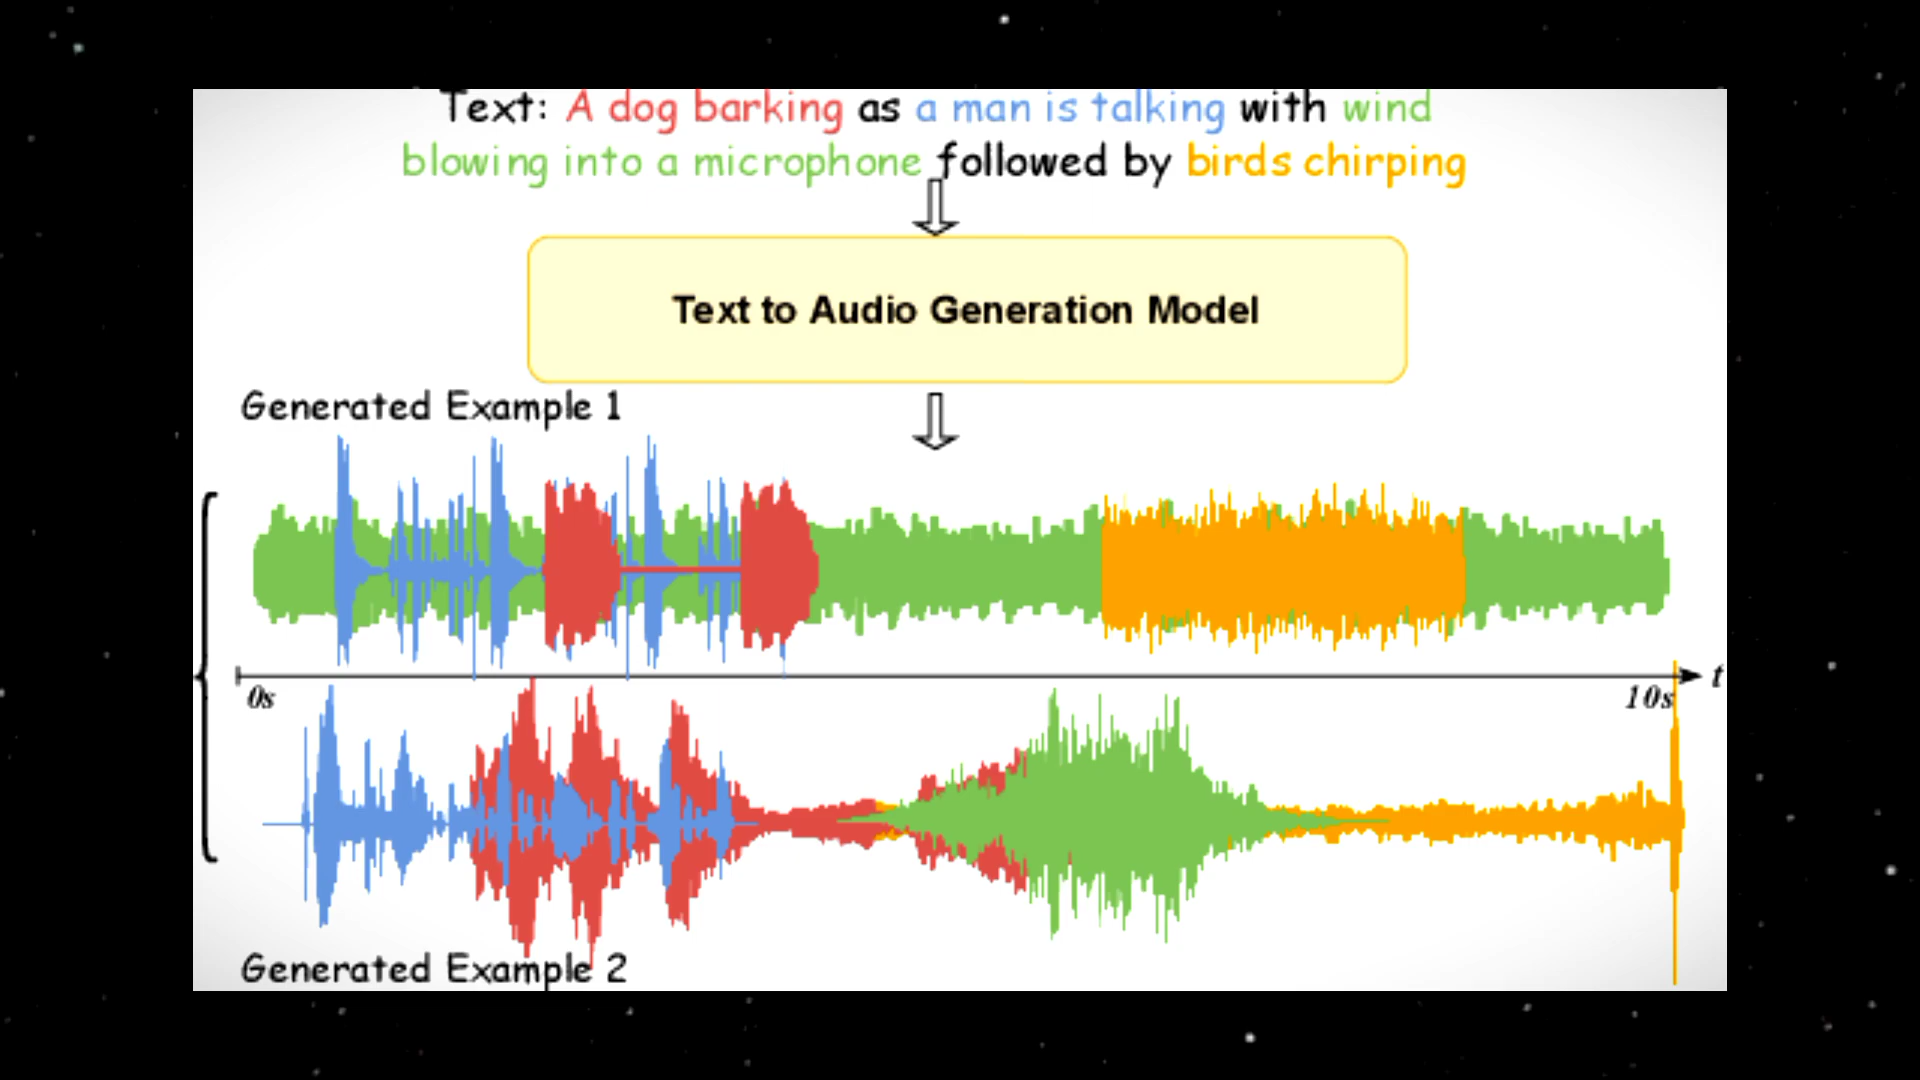 Text: A dog barking as a man is talking with wind
blowing into a microphone followed by birds chirping
Text to Audio Generation Model
Generated Example 1
0s
10s
t
Generated Example 2